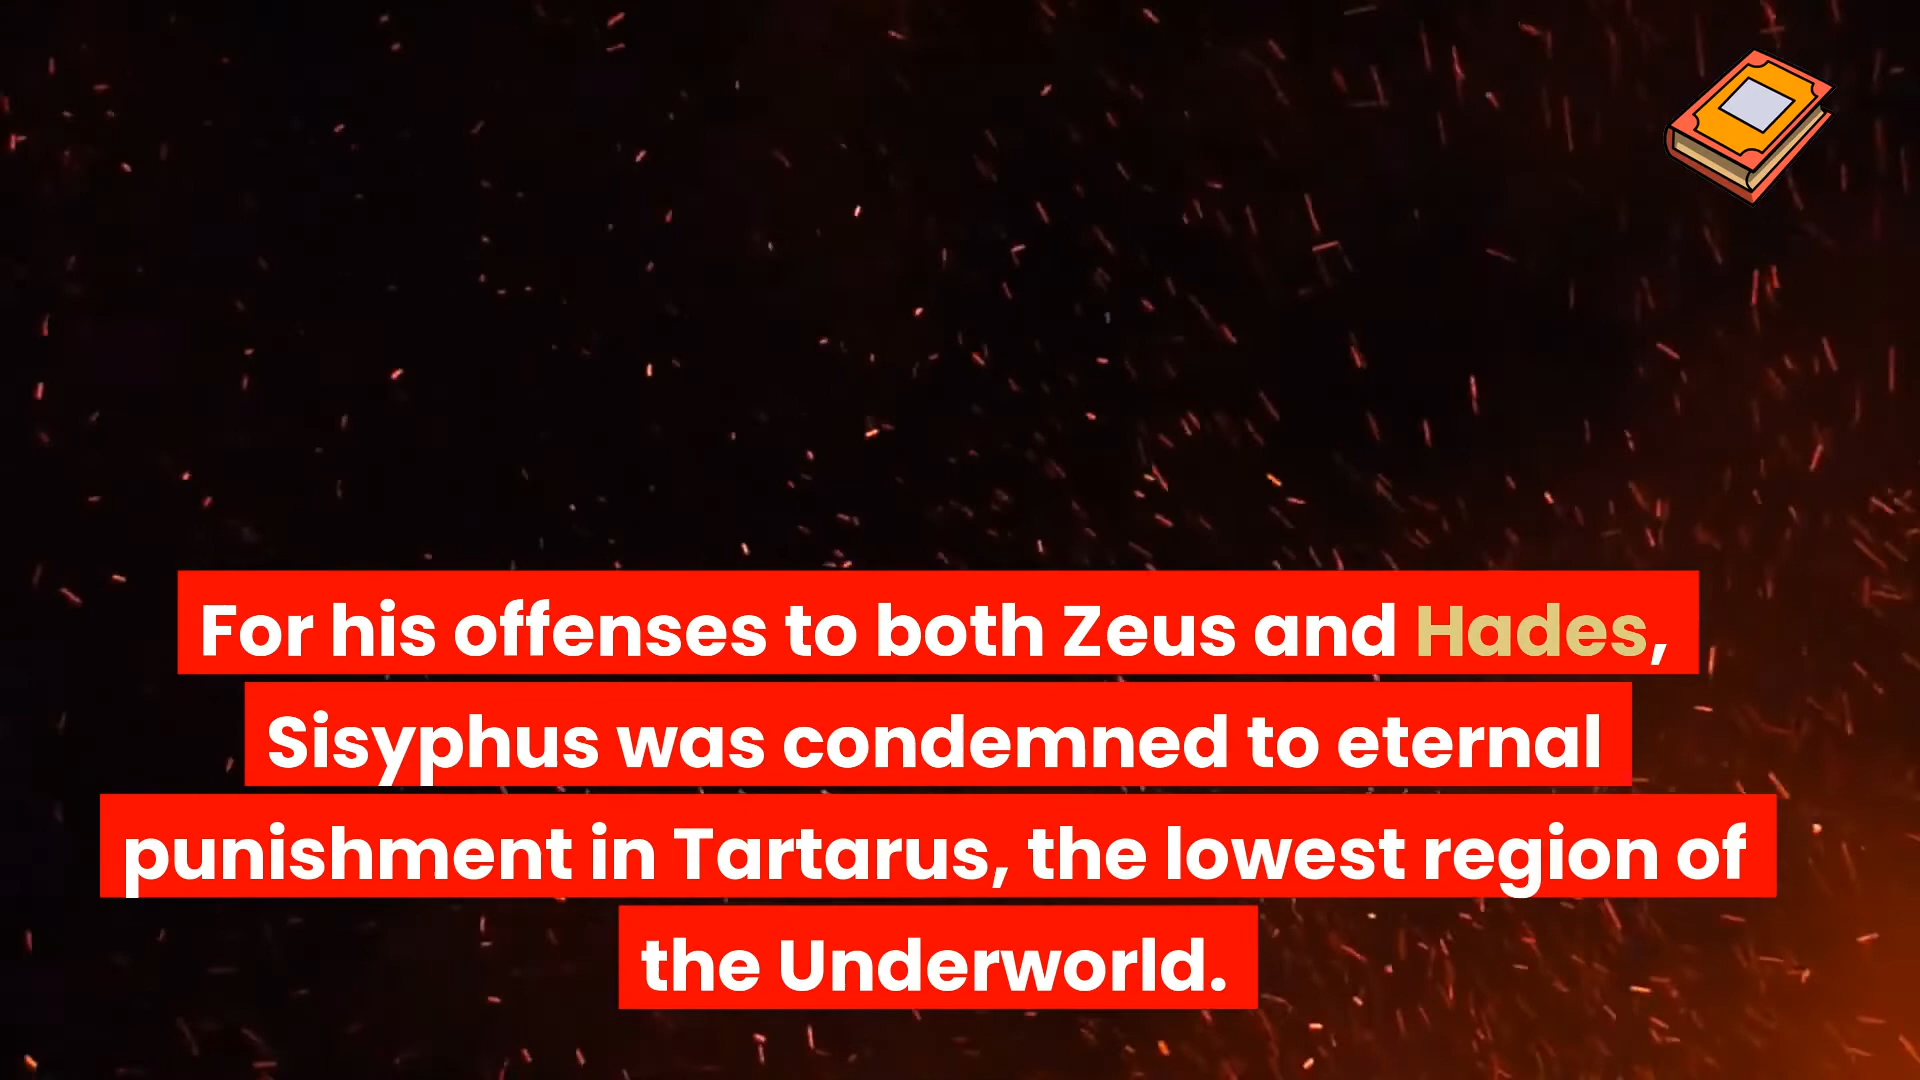 For his offenses to both Zeus and Hades,
Sisyphus was condemned to eternal
punishment in Tartarus, the lowest region of
the Underworld.